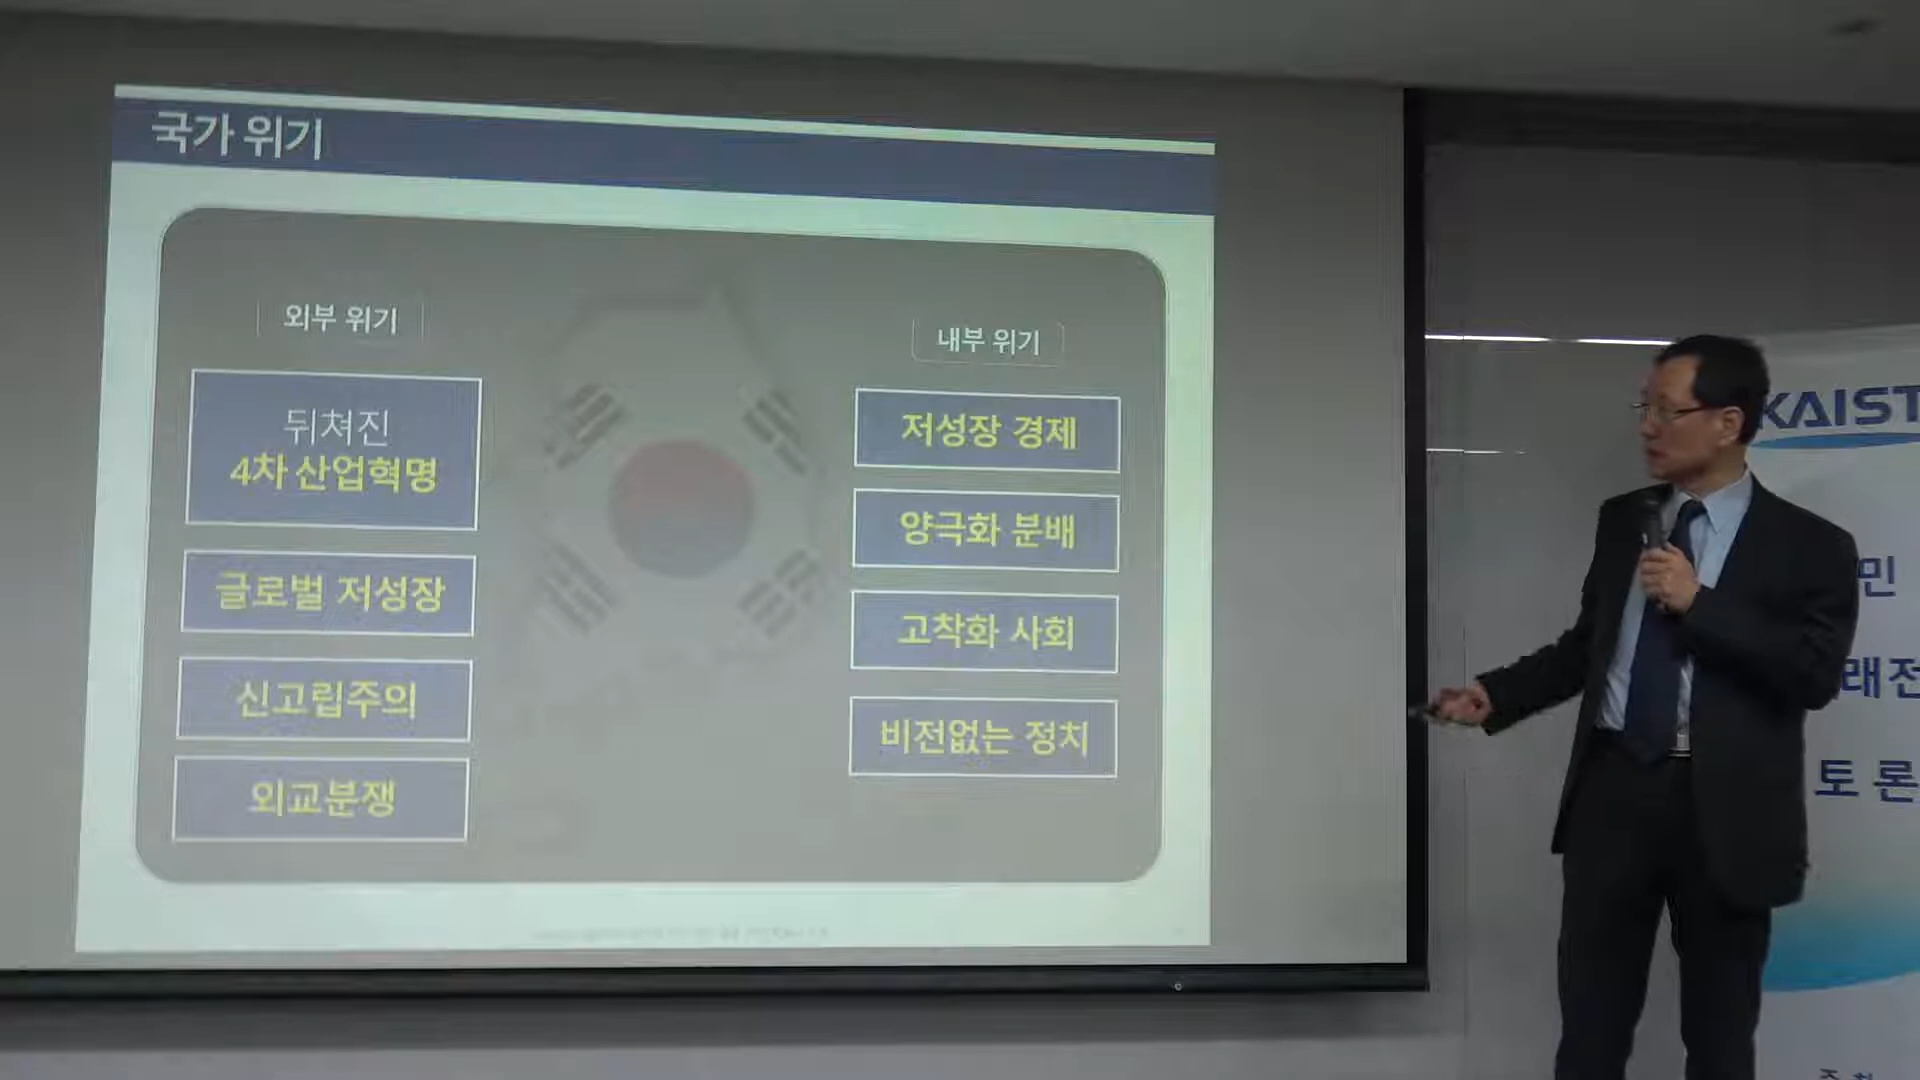 국가 위기
외부 위기
뒤쳐진
4차 산업혁명
글로벌 저성장
신고립주의
외교분쟁
내부 위기
저성장 경제
양극화 분배
고착화 사회
비전없는 정치
KAIST
민
래전
토론